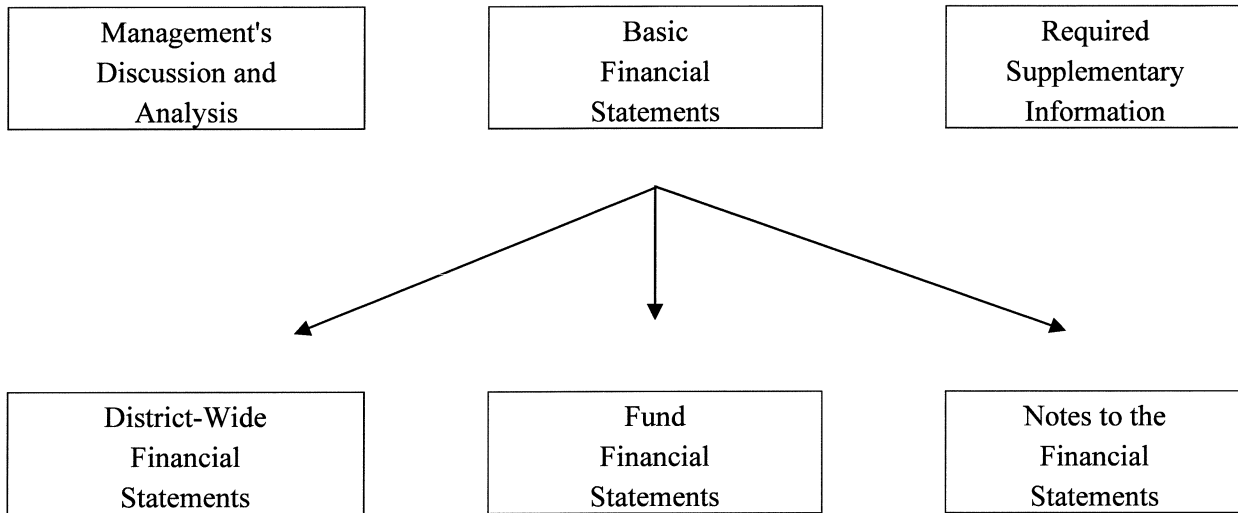 Management's
Discussion and
Analysis
Basic
Financial
Statements
Required
Supplementary
Information
District-Wide
Financial
Statements
Fund
Financial
Statements
Notes to the
Financial
Statements